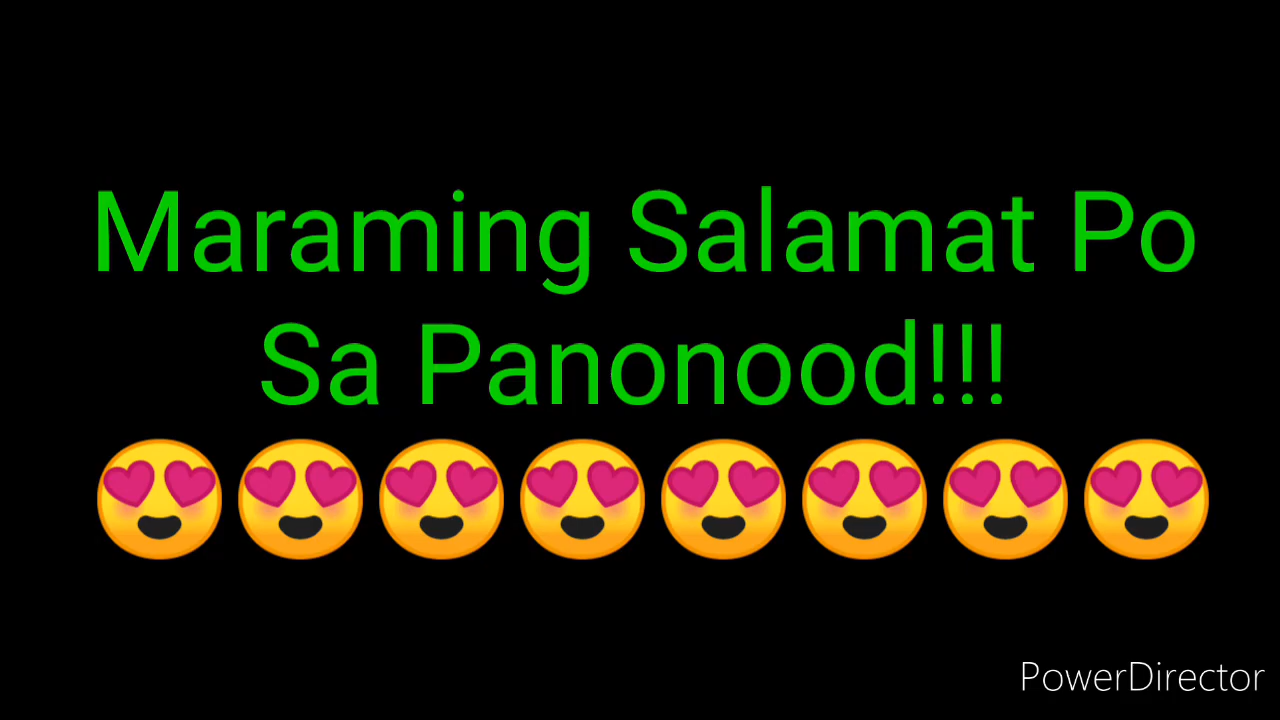 Maraming Salamat Po
Sa Panonood!!!
😍😍😍😍😍😍😍😍
PowerDirector